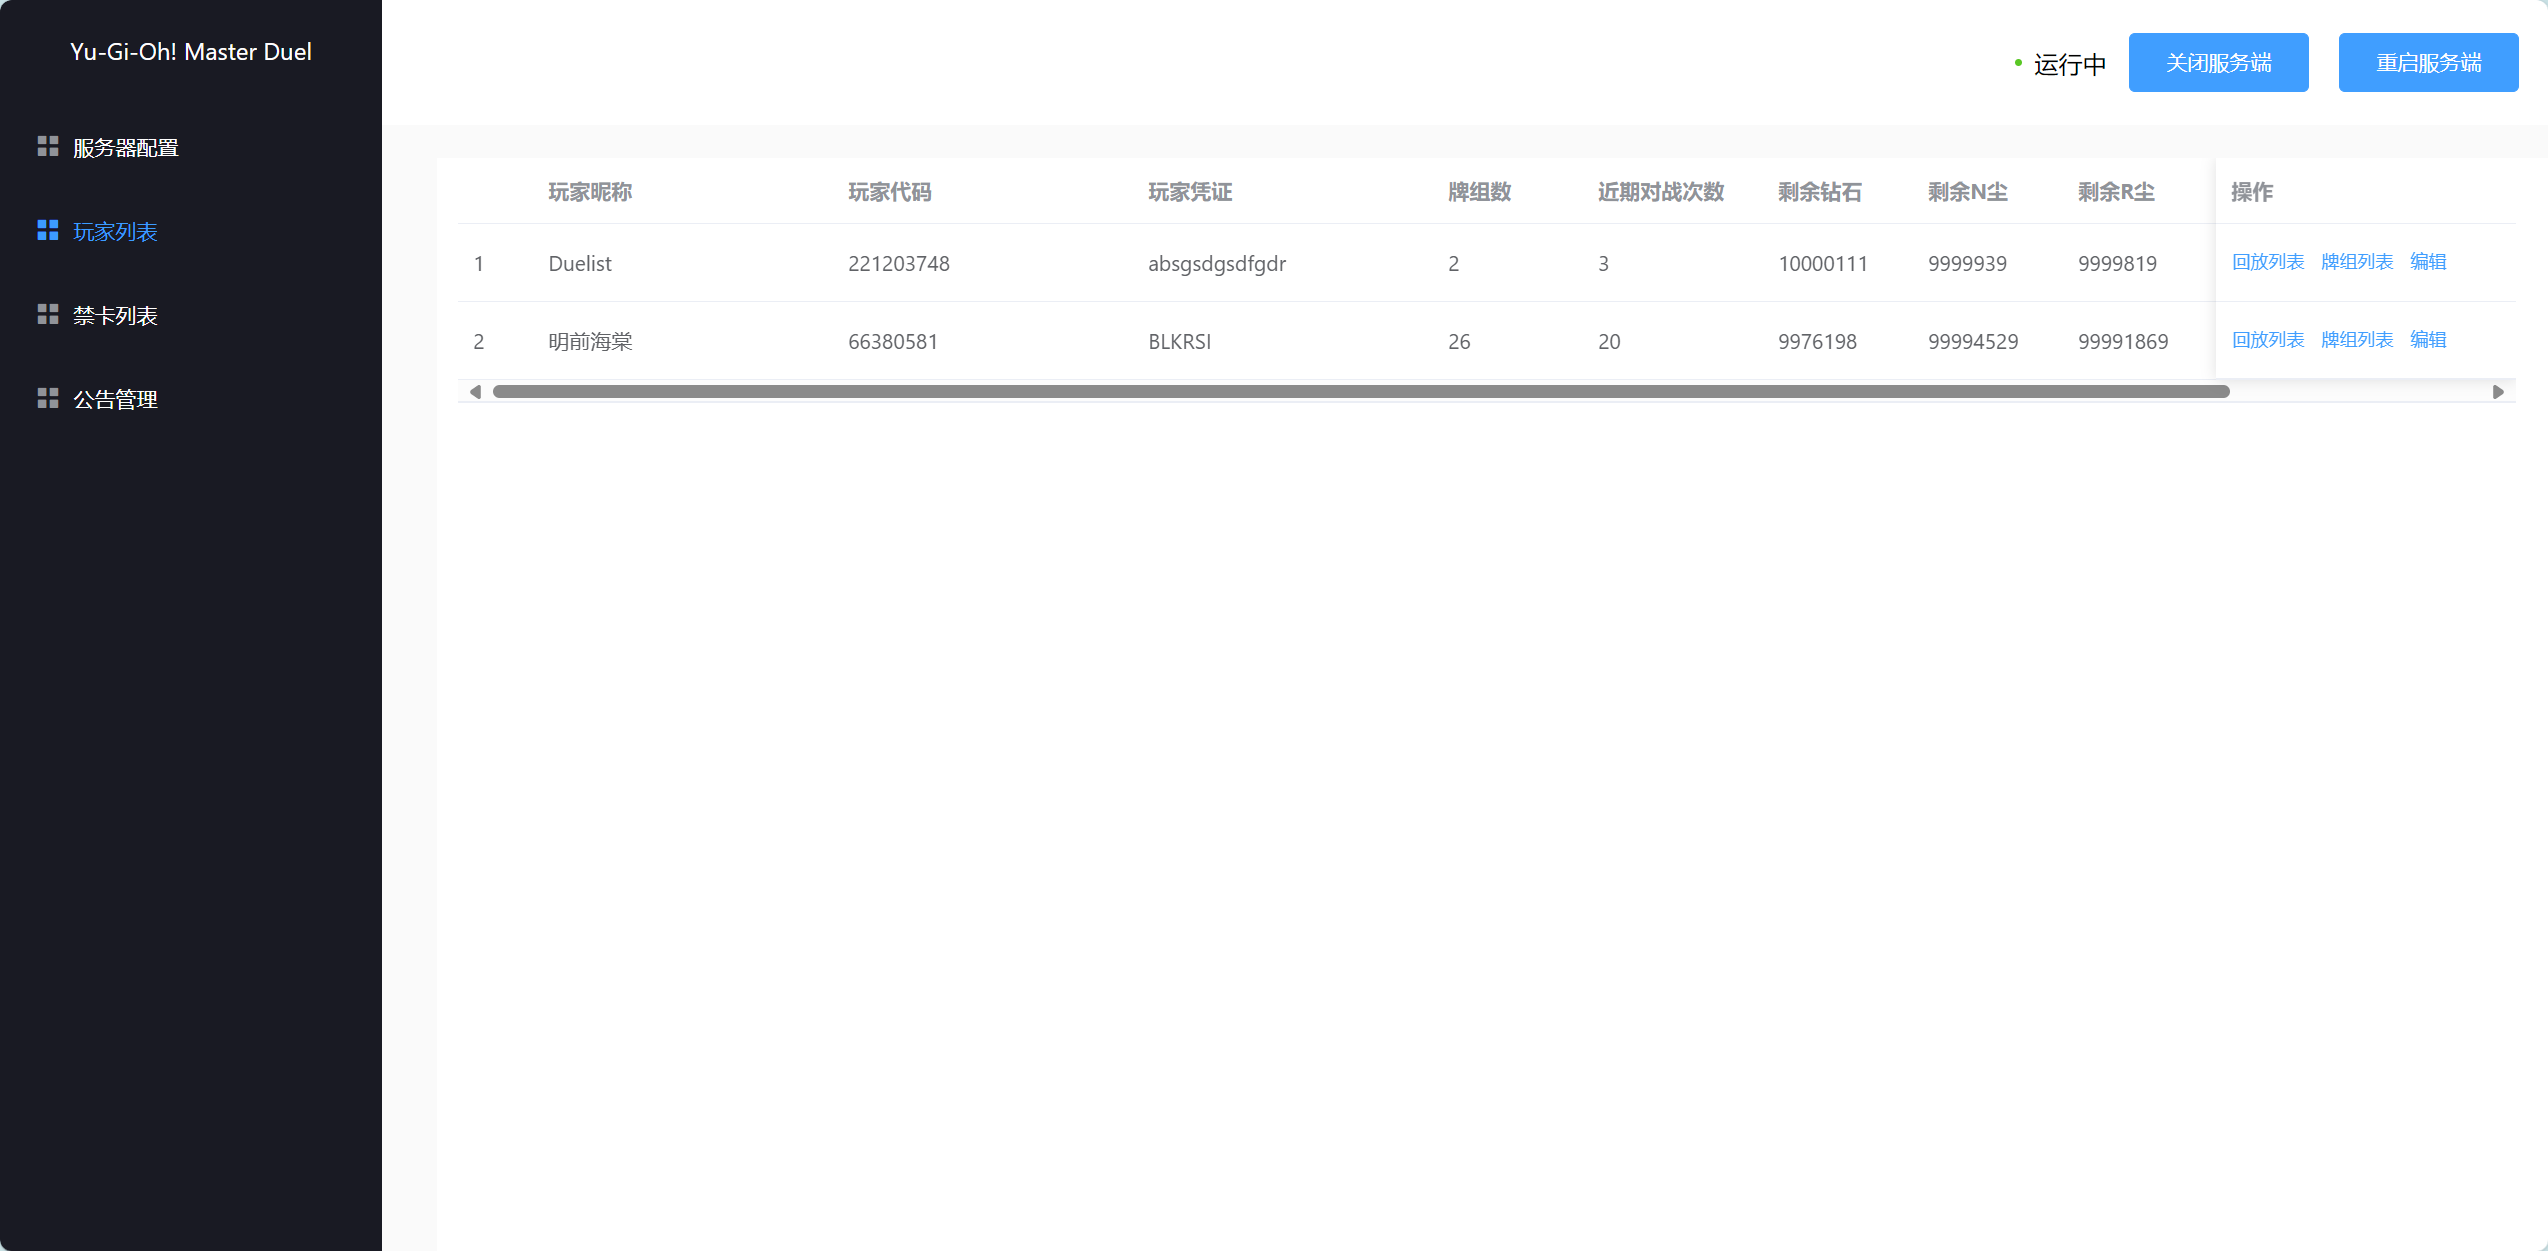 Yu-Gi-Oh! Master Duel
服务器配置
玩家列表
禁卡列表
公告管理
运行中 关闭服务端 重启服务端
玩家昵称 玩家代码 玩家凭证 牌组数 近期对战次数 剩余钻石 剩余N尘 剩余R尘 操作
1 Duelist 221203748 absgsdgsdfgdr 2 3 10000111 9999939 9999819 回放列表 牌组列表 编辑
2 明前海棠 66380581 BLKRSI 26 20 9976198 99994529 99991869 回放列表 牌组列表 编辑